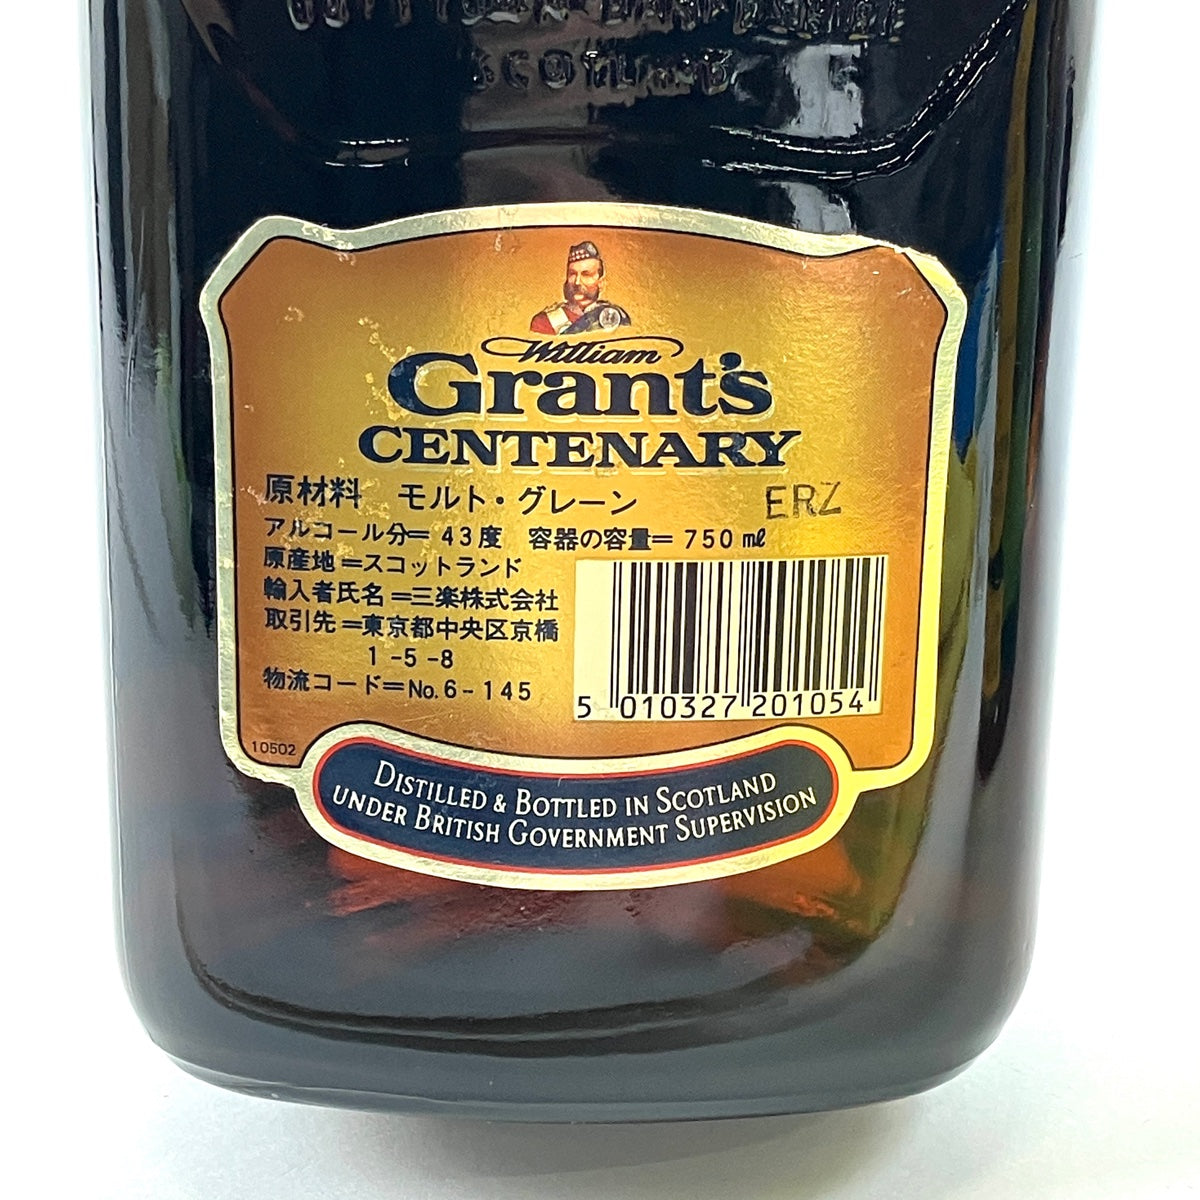 SCOTLAND
William
Grant's
CENTENARY
原材料 モルト・グレーン ERZ
アルコール分=43度 容器の容量=750㎖
原産地=スコットランド
輸入者氏名=三楽株式会社
取引先=東京都中央区京橋
1-5-8
物流コード=No.6-145
5 010327 201054
10502
DISTILLED & BOTTLED IN SCOTLAND
UNDER BRITISH GOVERNMENT SUPERVISION